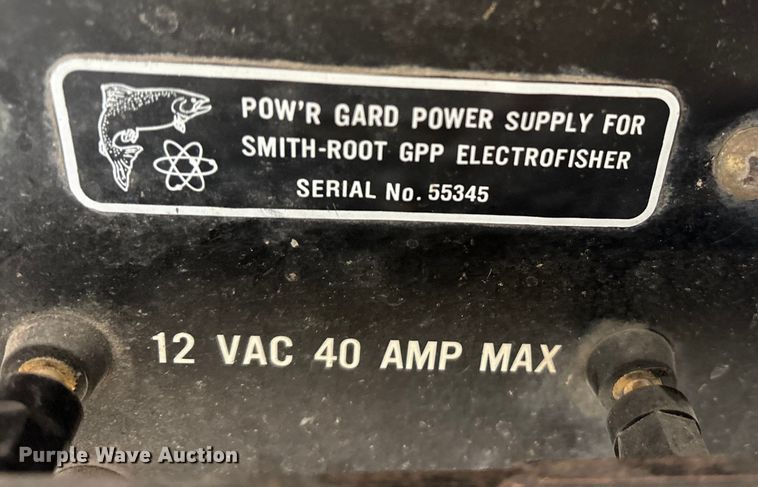 POW'R GARD POWER SUPPLY FOR
SMITH-ROOT GPP ELECTROFISHER
SERIAL No. 55345
12 VAC 40 AMP MAX
Purple Wave Auction